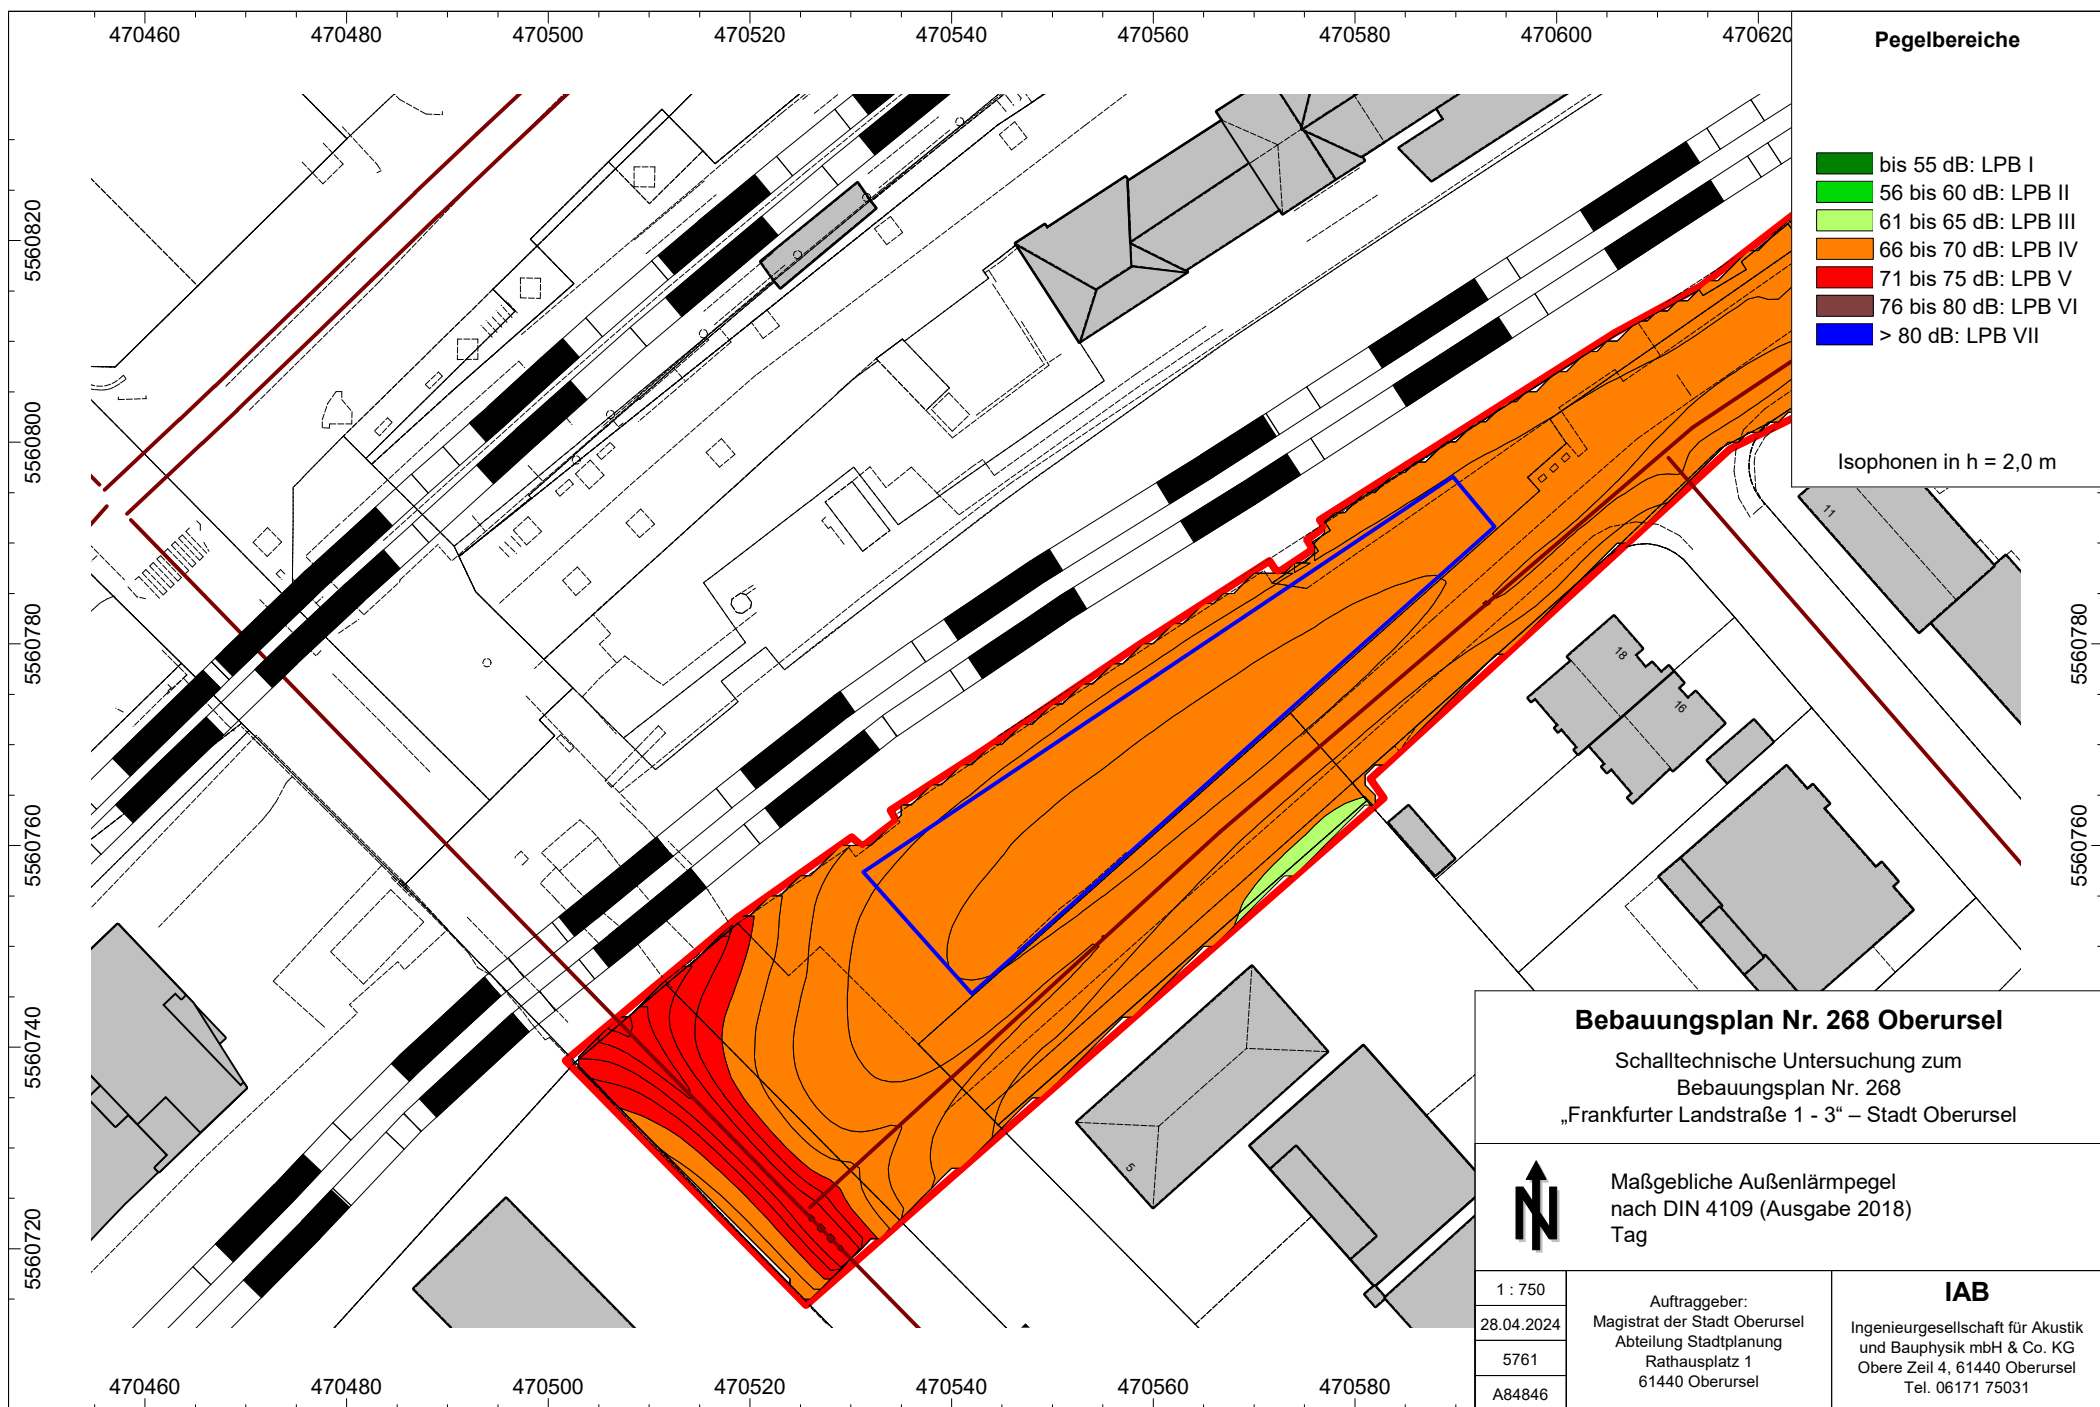 470460 470480 470500 470520 470540 470560 470580 470600 470620
Pegelbereiche
bis 55 dB: LPB I
56 bis 60 dB: LPB II
61 bis 65 dB: LPB III
66 bis 70 dB: LPB IV
71 bis 75 dB: LPB V
76 bis 80 dB: LPB VI
> 80 dB: LPB VII
Isophonen in h = 2,0 m
5560820
5560800
5560780
5560760
5560740
5560720
5560780
5560760
11
18
16
5
Bebauungsplan Nr. 268 Oberursel
Schalltechnische Untersuchung zum
Bebauungsplan Nr. 268
„Frankfurter Landstraße 1 - 3“ – Stadt Oberursel
N
Maßgebliche Außenlärmpegel
nach DIN 4109 (Ausgabe 2018)
Tag
1 : 750
28.04.2024
5761
A84846
Auftraggeber:
Magistrat der Stadt Oberursel
Abteilung Stadtplanung
Rathausplatz 1
61440 Oberursel
IAB
Ingenieurgesellschaft für Akustik
und Bauphysik mbH & Co. KG
Obere Zeil 4, 61440 Oberursel
Tel. 06171 75031
470460 470480 470500 470520 470540 470560 470580